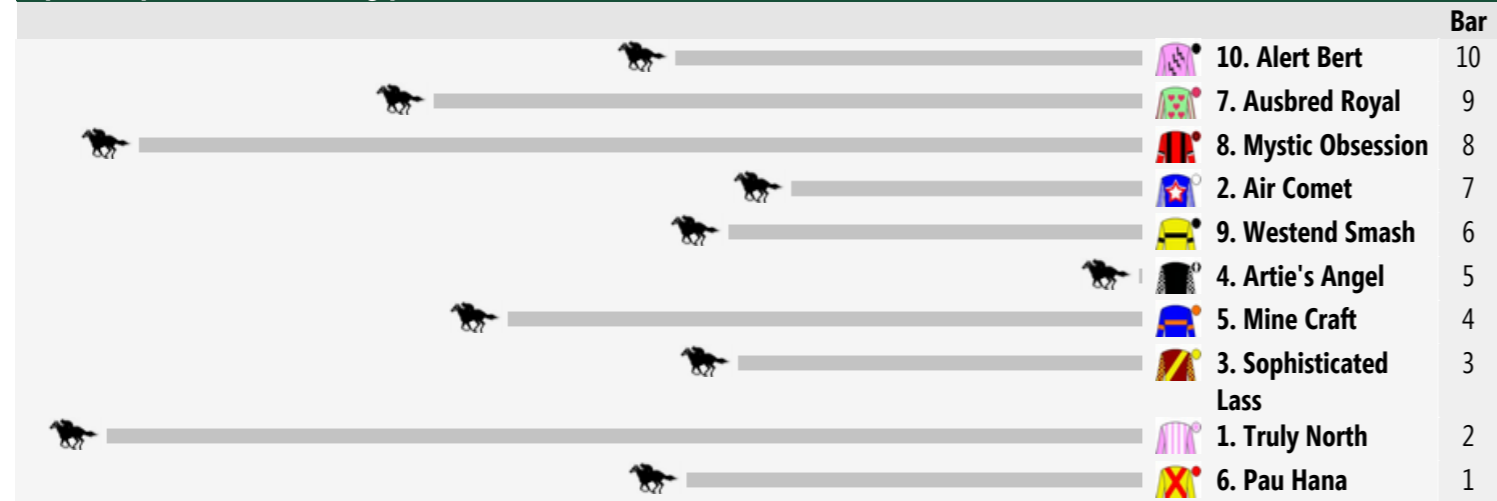 Bar
10. Alert Bert 10
7. Ausbred Royal 9
8. Mystic Obsession 8
2. Air Comet 7
9. Westend Smash 6
4. Artie's Angel 5
5. Mine Craft 4
3. Sophisticated 3
Lass
1. Truly North 2
6. Pau Hana 1